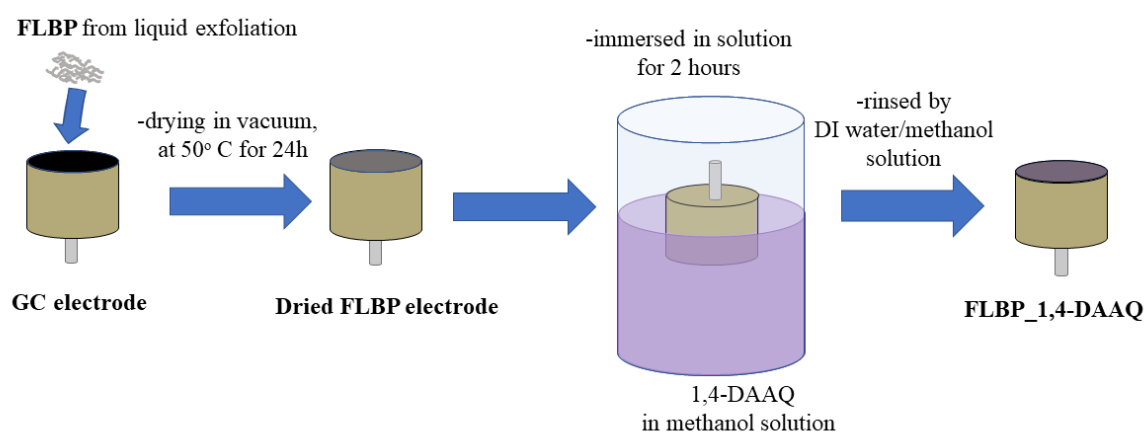 FLBP from liquid exfoliation
GC electrode
-drying in vacuum,
at 50º C for 24h
Dried FLBP electrode
-immersed in solution
for 2 hours
1,4-DAAQ
in methanol solution
-rinsed by
DI water/methanol
solution
FLBP_1,4-DAAQ